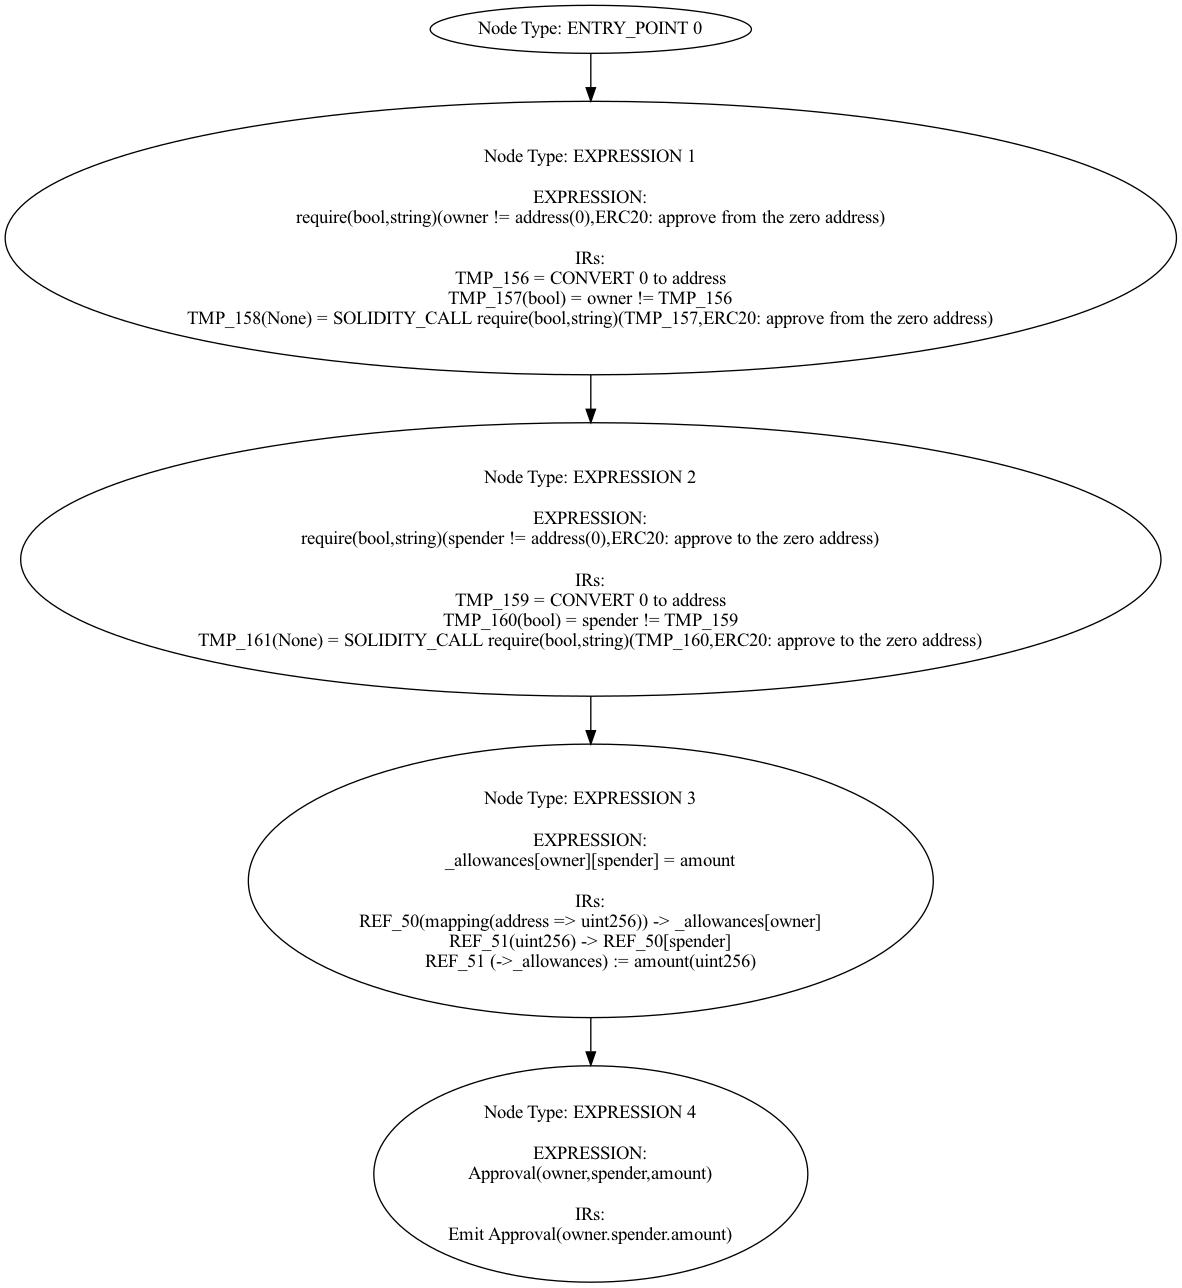 Node Type: ENTRY_POINT 0
Node Type: EXPRESSION 1
EXPRESSION:
require(bool,string)(owner != address(0),ERC20: approve from the zero address)
IRs:
TMP_156 = CONVERT 0 to address
TMP_157(bool) = owner != TMP_156
TMP_158(None) = SOLIDITY_CALL require(bool,string)(TMP_157,ERC20: approve from the zero address)
Node Type: EXPRESSION 2
EXPRESSION:
require(bool,string)(spender != address(0),ERC20: approve to the zero address)
IRs:
TMP_159 = CONVERT 0 to address
TMP_160(bool) = spender != TMP_159
TMP_161(None) = SOLIDITY_CALL require(bool,string)(TMP_160,ERC20: approve to the zero address)
Node Type: EXPRESSION 3
EXPRESSION:
_allowances[owner][spender] = amount
IRs:
REF_50(mapping(address => uint256)) -> _allowances[owner]
REF_51(uint256) -> REF_50[spender]
REF_51 (->_allowances) := amount(uint256)
Node Type: EXPRESSION 4
EXPRESSION:
Approval(owner,spender,amount)
IRs:
Emit Approval(owner.spender.amount)